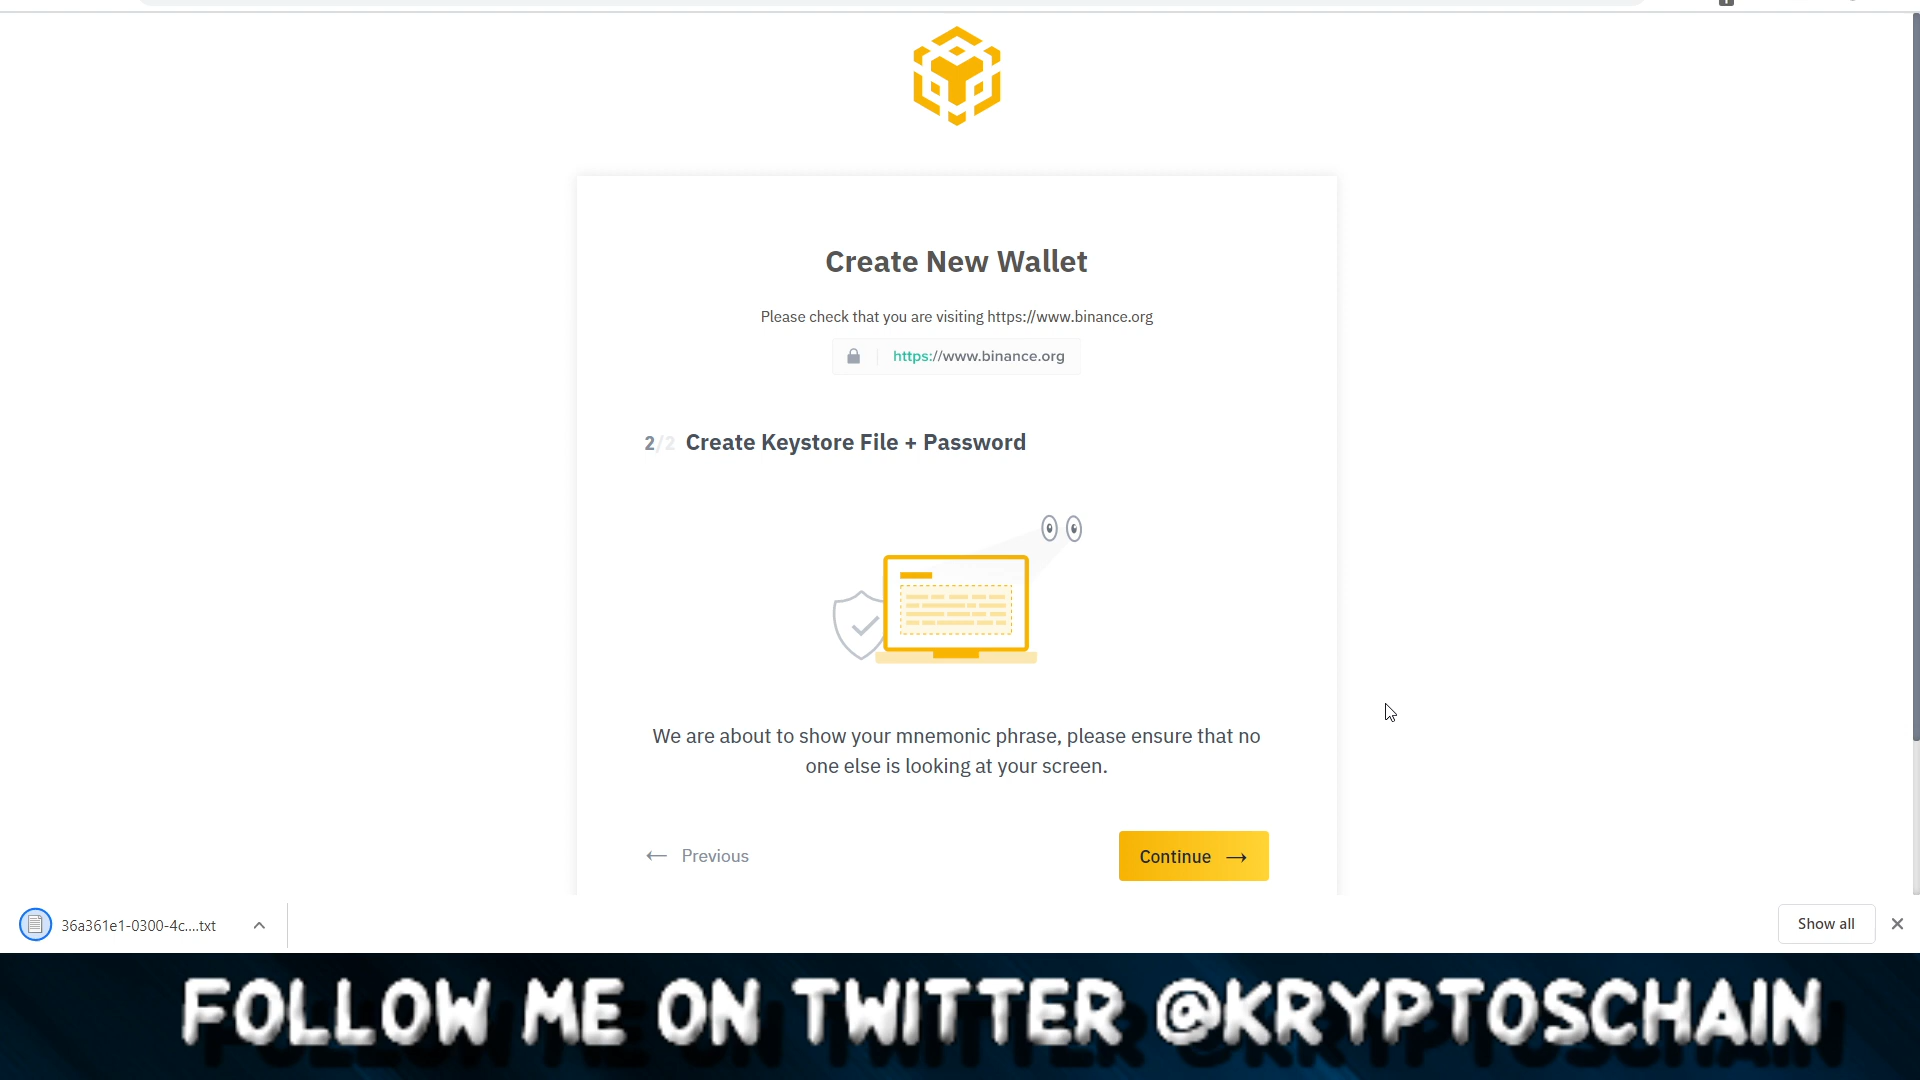 Create New Wallet
Please check that you are visiting https://www.binance.org
https://www.binance.org
2/2 Create Keystore File + Password
We are about to show your mnemonic phrase, please ensure that no
one else is looking at your screen.
← Previous
Continue →
36a361e1-0300-4c....txt
Show all
FOLLOW ME ON TWITTER @KRYPTOSCHAIN